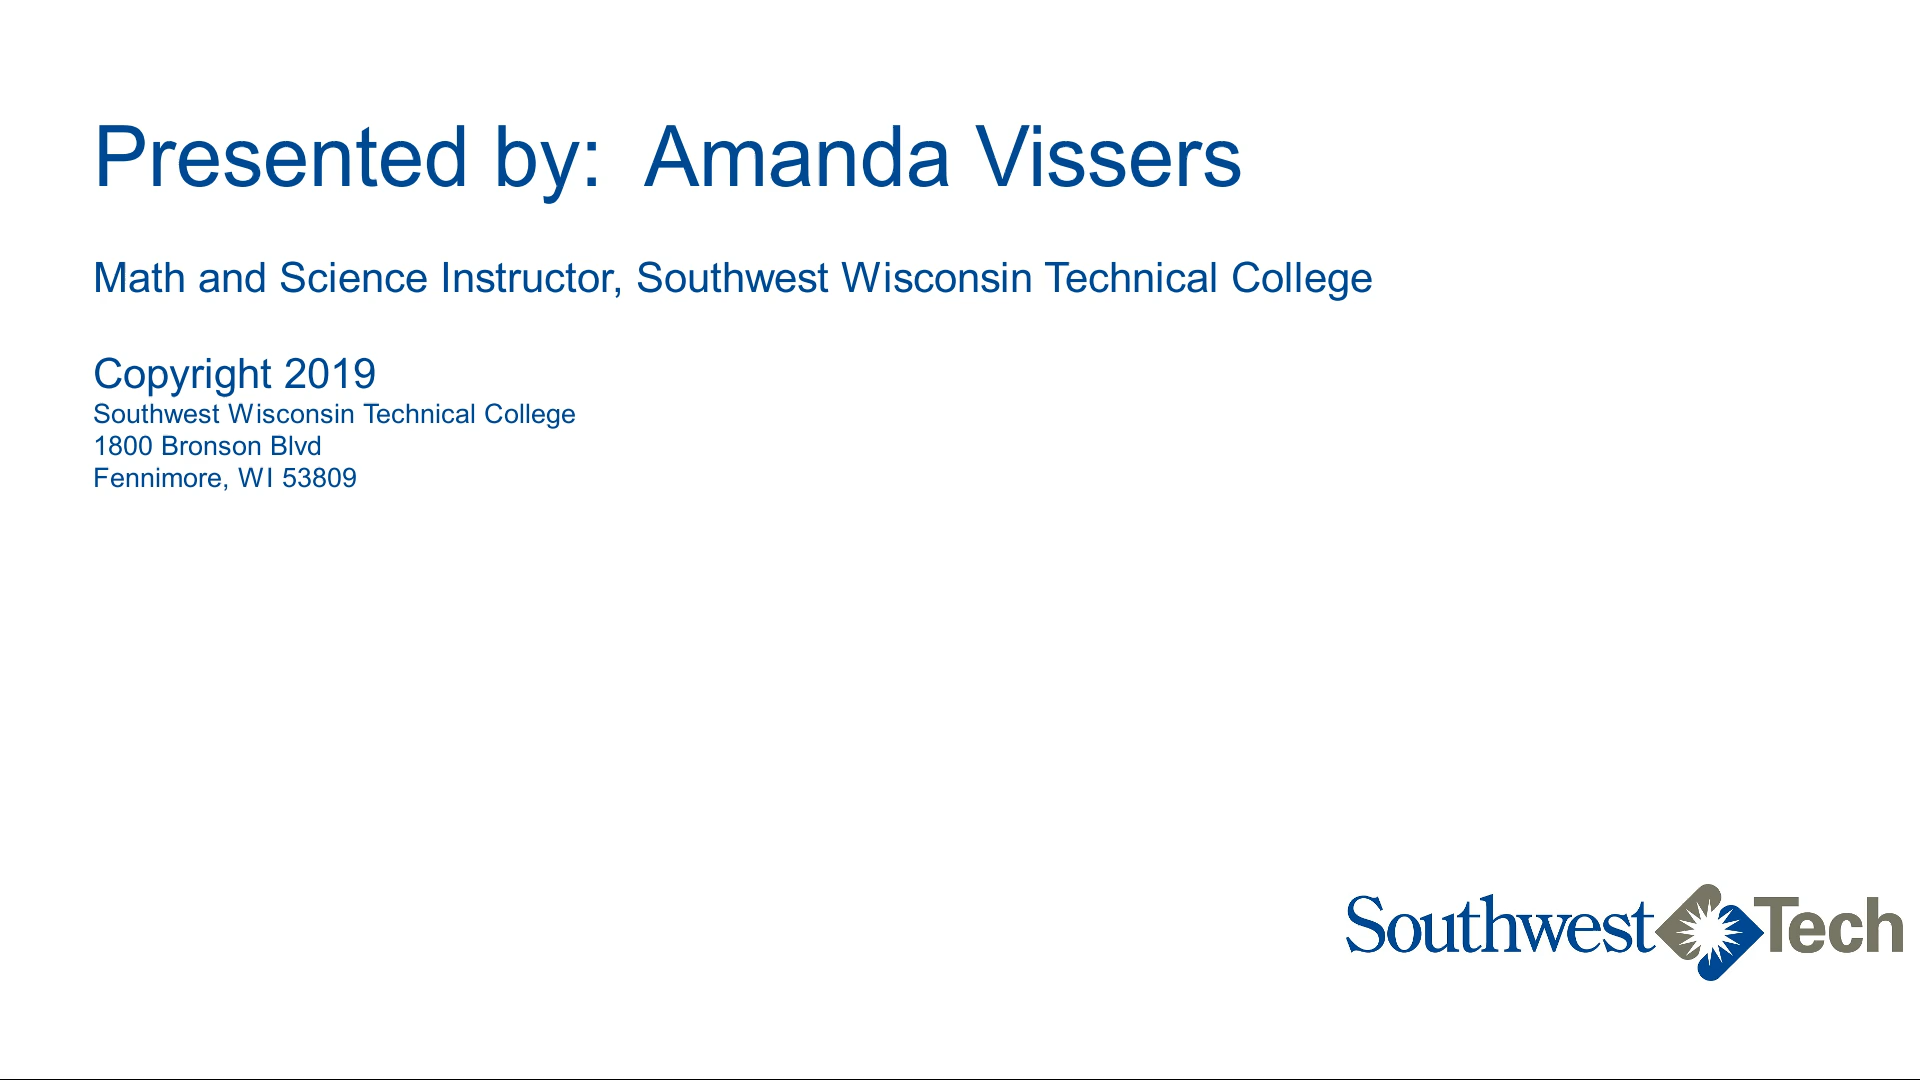 Presented by:  Amanda Vissers
Math and Science Instructor, Southwest Wisconsin Technical College
Copyright 2019
Southwest Wisconsin Technical College
1800 Bronson Blvd
Fennimore, WI 53809
Southwest Tech